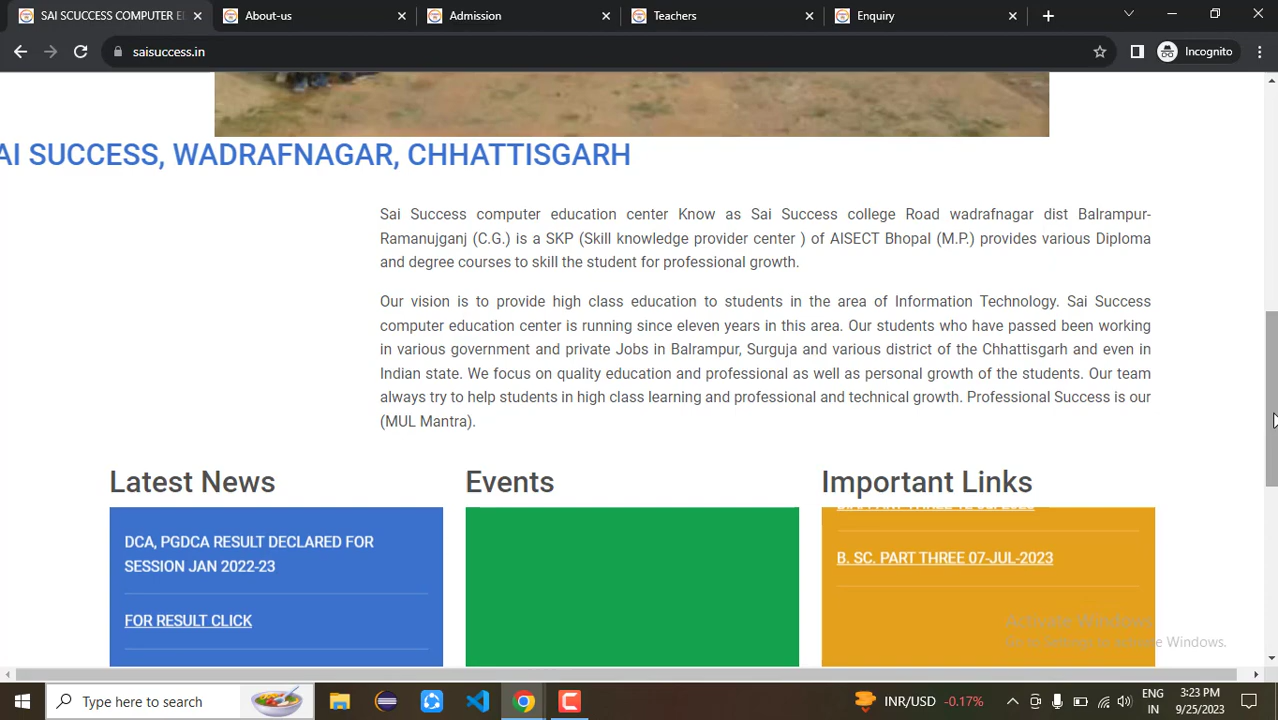 SAI SCUCCESS COMPUTER E
About-us
Admission
Teachers
Enquiry
saisuccess.in
Incognito
AI SUCCESS, WADRAFNAGAR, CHHATTISGARH
Sai Success computer education center Know as Sai Success college Road wadrafnagar dist Balrampur-
Ramanujganj (C.G.) is a SKP (Skill knowledge provider center ) of AISECT Bhopal (M.P.) provides various Diploma
and degree courses to skill the student for professional growth.
Our vision is to provide high class education to students in the area of Information Technology. Sai Success
computer education center is running since eleven years in this area. Our students who have passed been working
in various government and private Jobs in Balrampur, Surguja and various district of the Chhattisgarh and even in
Indian state. We focus on quality education and professional as well as personal growth of the students. Our team
always try to help students in high class learning and professional and technical growth. Professional Success is our
(MUL Mantra).
Latest News
Events
Important Links
DCA, PGDCA RESULT DECLARED FOR
SESSION JAN 2022-23
FOR RESULT CLICK
B. SC. PART THREE 07-JUL-2023
Activate Windows
Go to Settings to activate Windows.
Type here to search
INR/USD -0.17%
ENG
IN
3:23 PM
9/25/2023